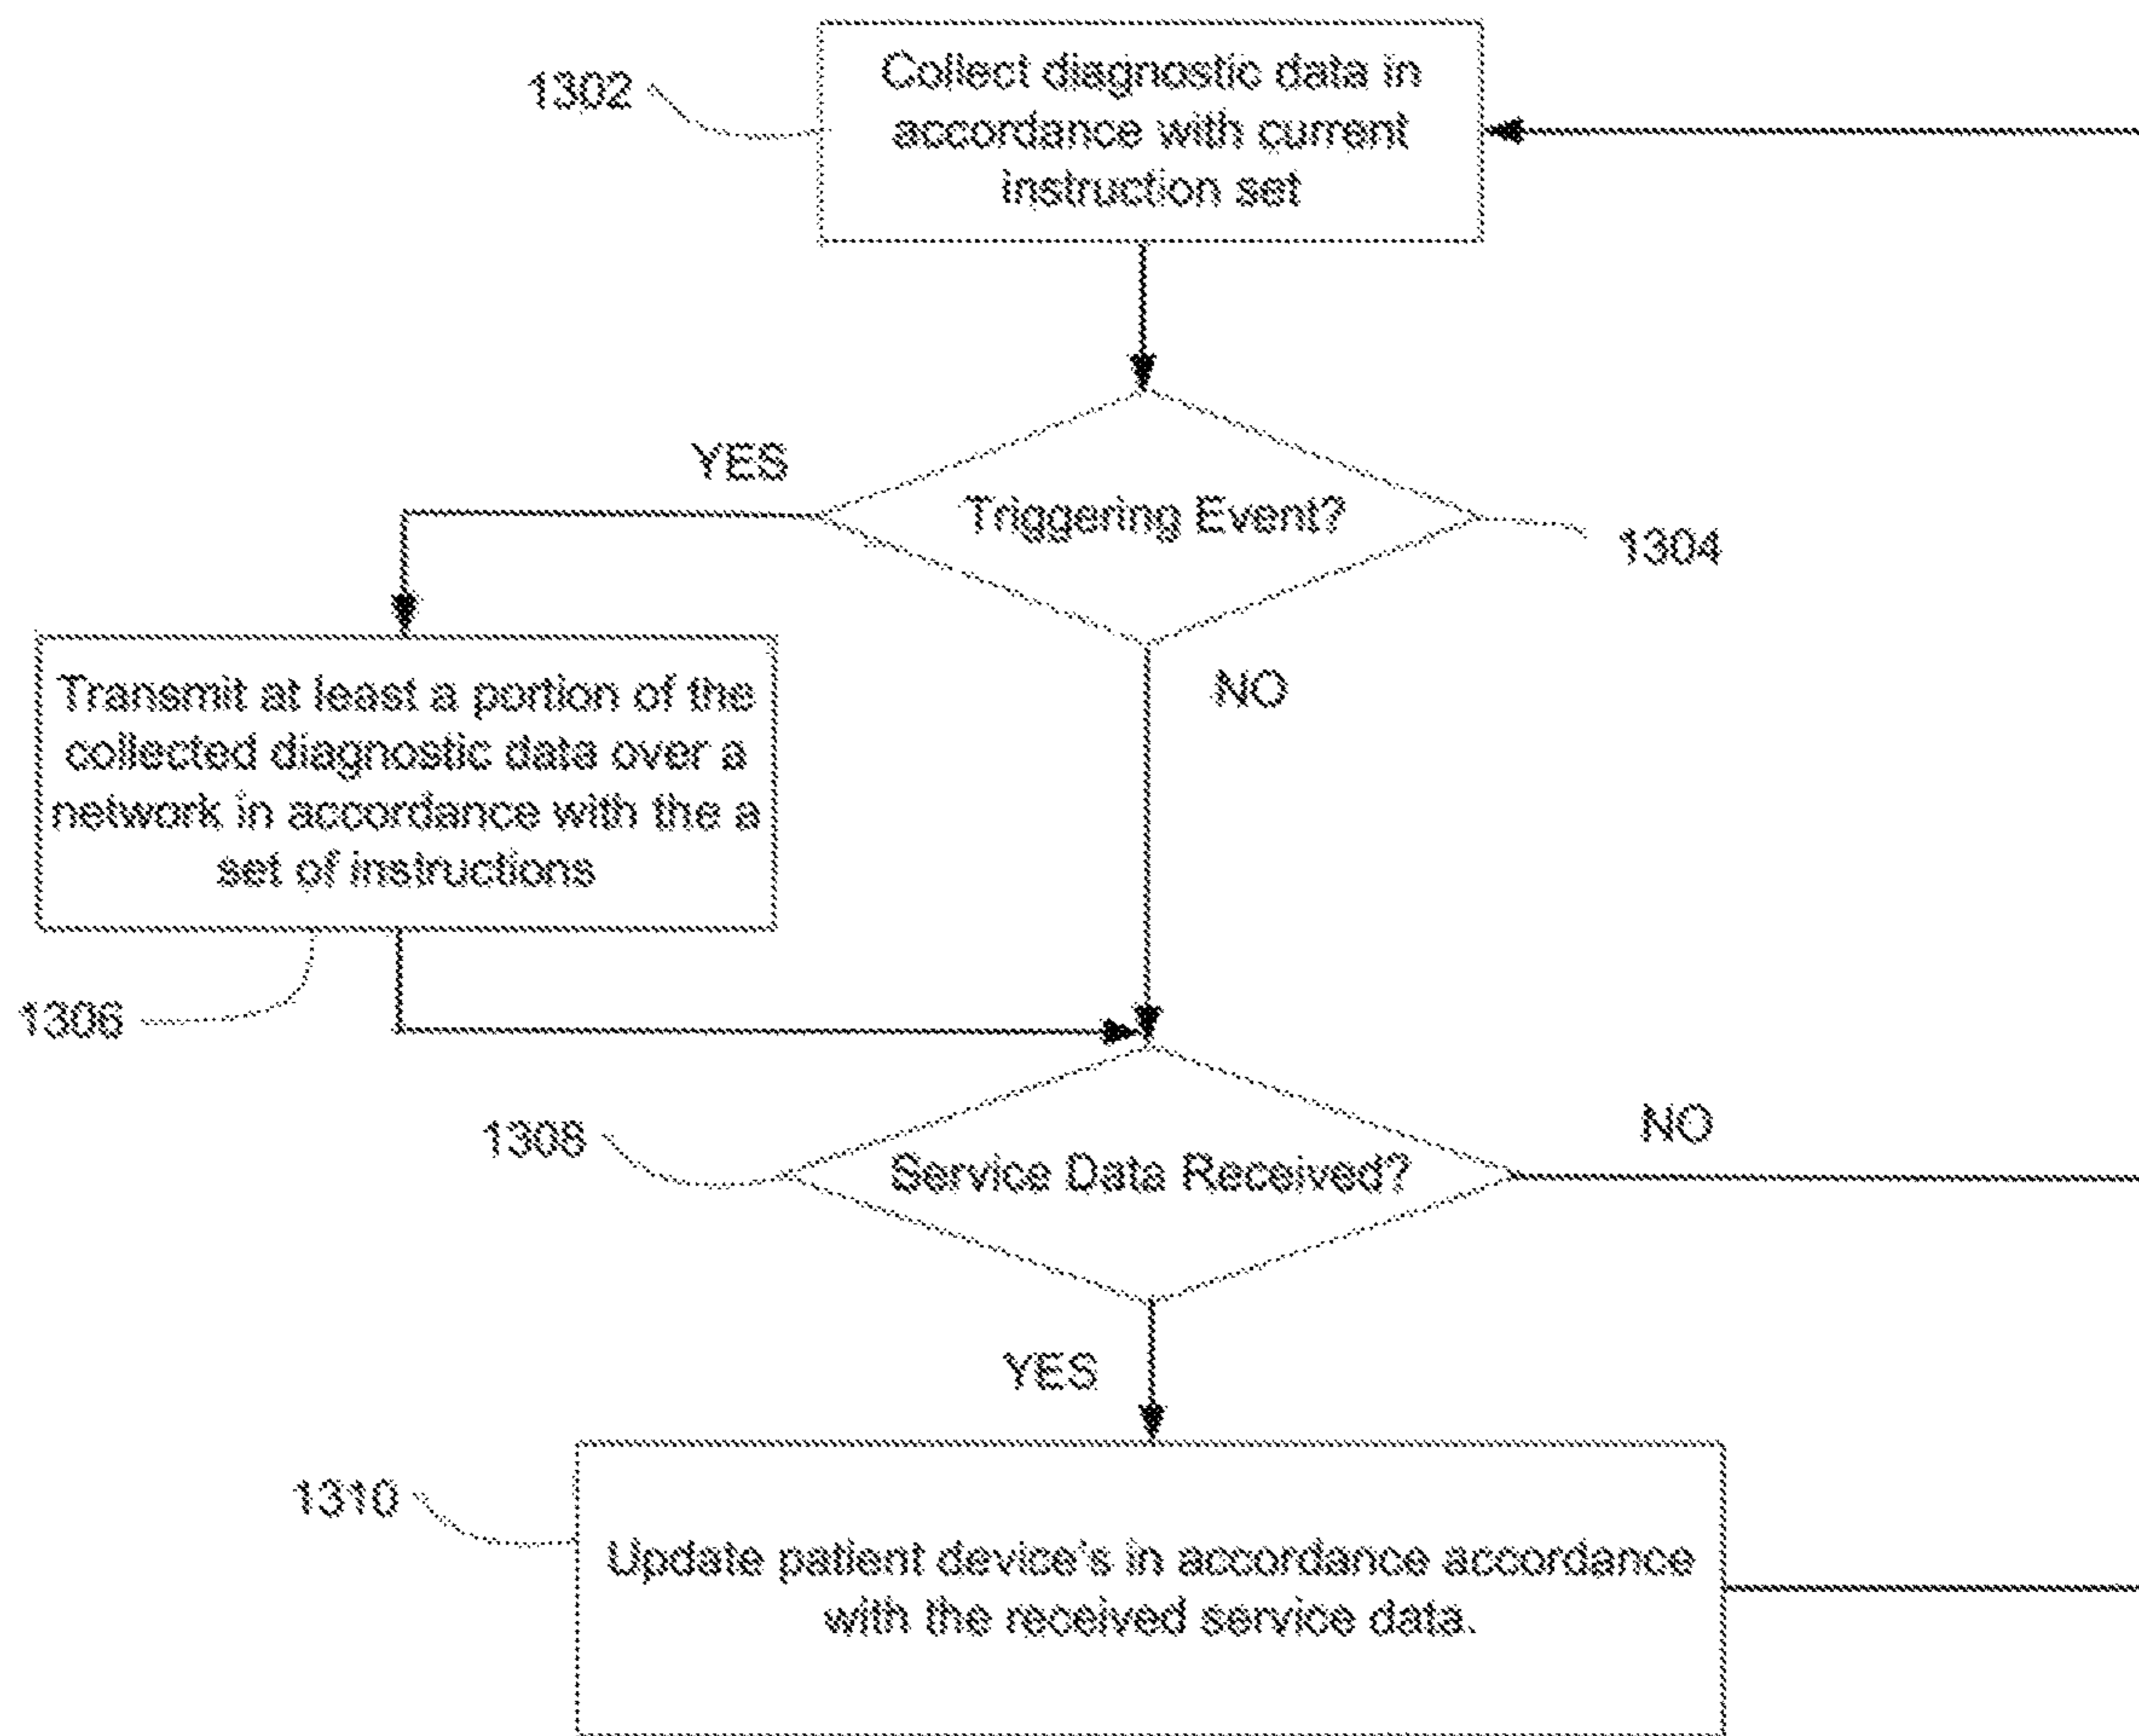 1302
Collect diagnostic data in
accordance with current
instruction set
YES
Triggering Event?
1304
NO
Transmit at least a portion of the
collected diagnostic data over a
network in accordance with the a
set of instructions
1306
1308
Service Data Received?
NO
YES
1310
Update patient device's in accordance accordance
with the received service data.